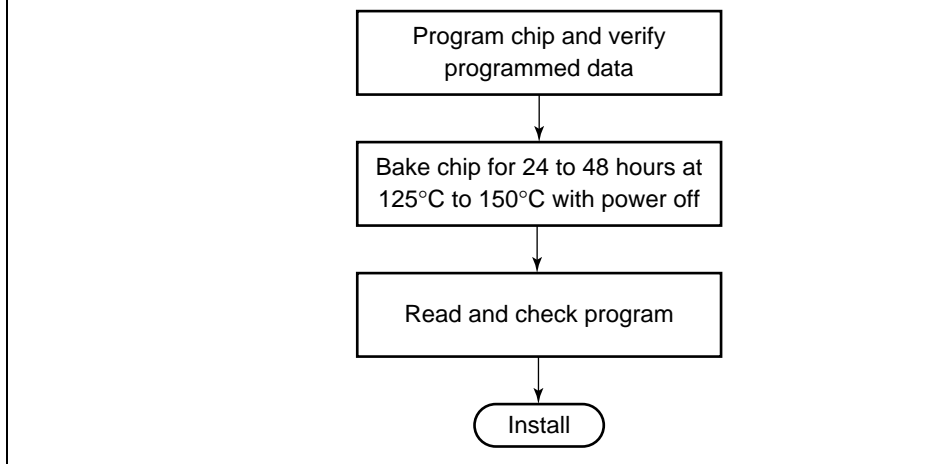 Program chip and verify
programmed data
Bake chip for 24 to 48 hours at
125°C to 150°C with power off
Read and check program
Install